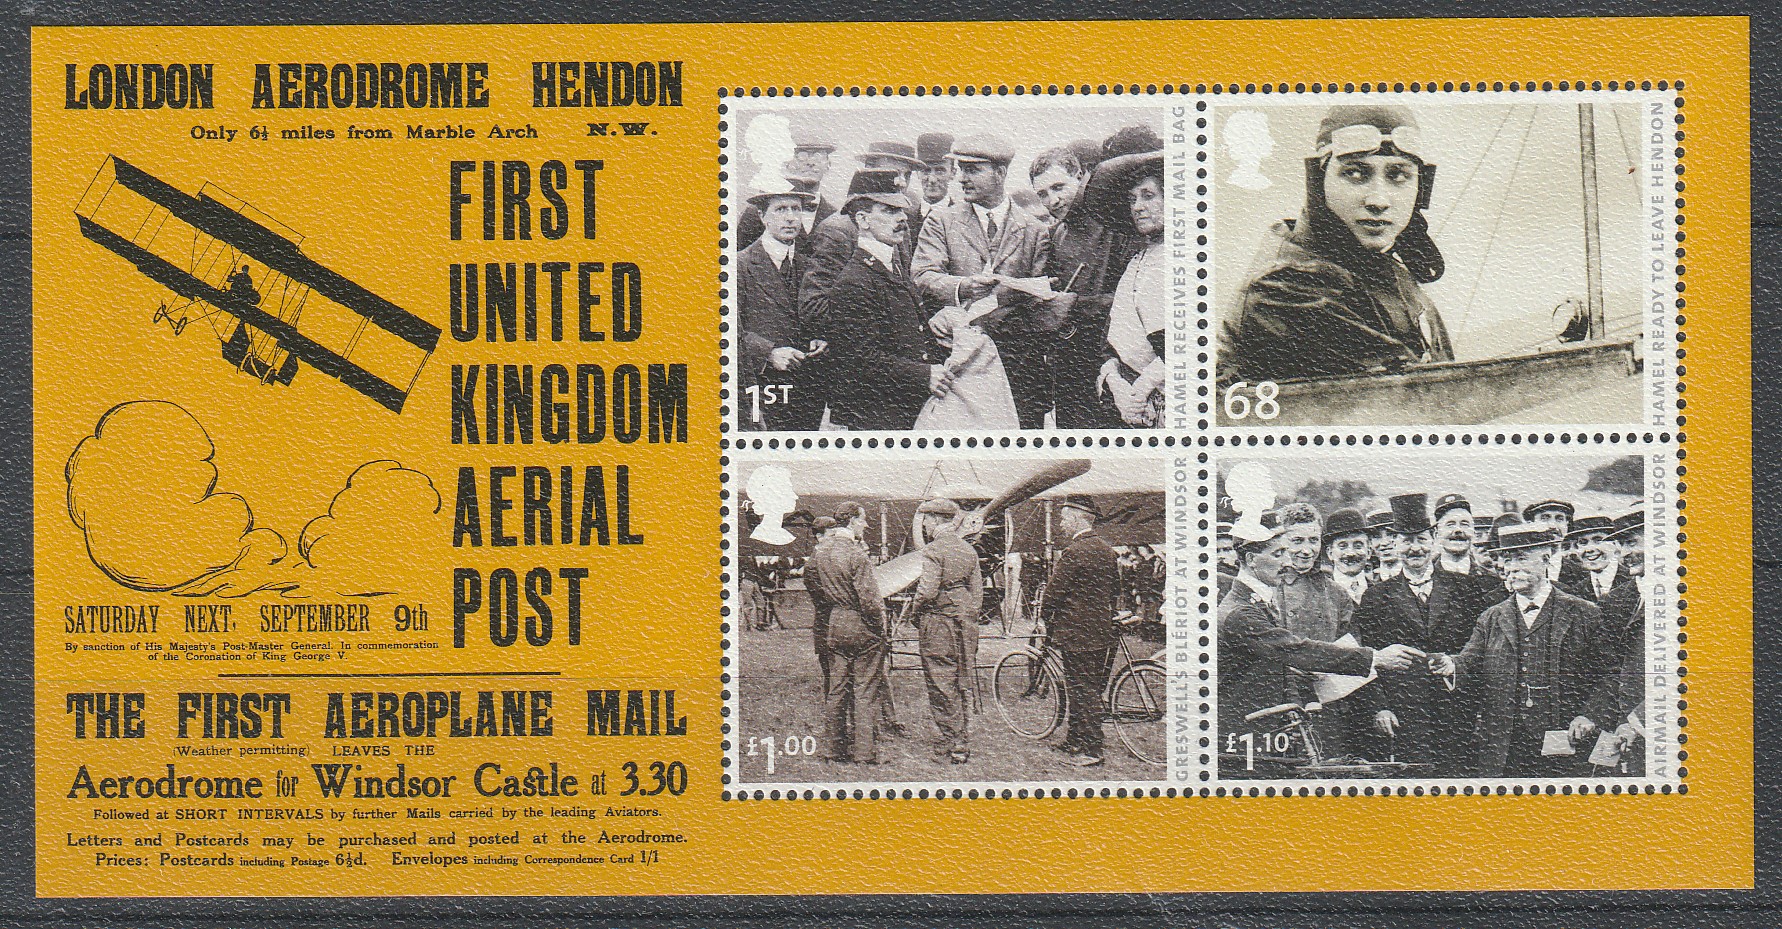 LONDON AERODROME HENDON
Only 6½ miles from Marble Arch N.W.
FIRST
UNITED
KINGDOM
AERIAL
POST
SATURDAY NEXT, SEPTEMBER 9th
By sanction of His Majesty's Post-Master General. In commemoration
of the Coronation of King George V.
THE FIRST AEROPLANE MAIL
(Weather permitting) LEAVES THE
Aerodrome for Windsor Castle at 3.30
Followed at SHORT INTERVALS by further Mails carried by the leading Aviators.
Letters and Postcards may be purchased and posted at the Aerodrome.
Prices: Postcards including Postage 6½d. Envelopes including Correspondence Card 1/1
1ST
HAMEL RECEIVES FIRST MAIL BAG
68
HAMEL READY TO LEAVE HENDON
£1.00
GRESWELL'S BLÉRIOT AT WINDSOR
£1.10
AIRMAIL DELIVERED AT WINDSOR